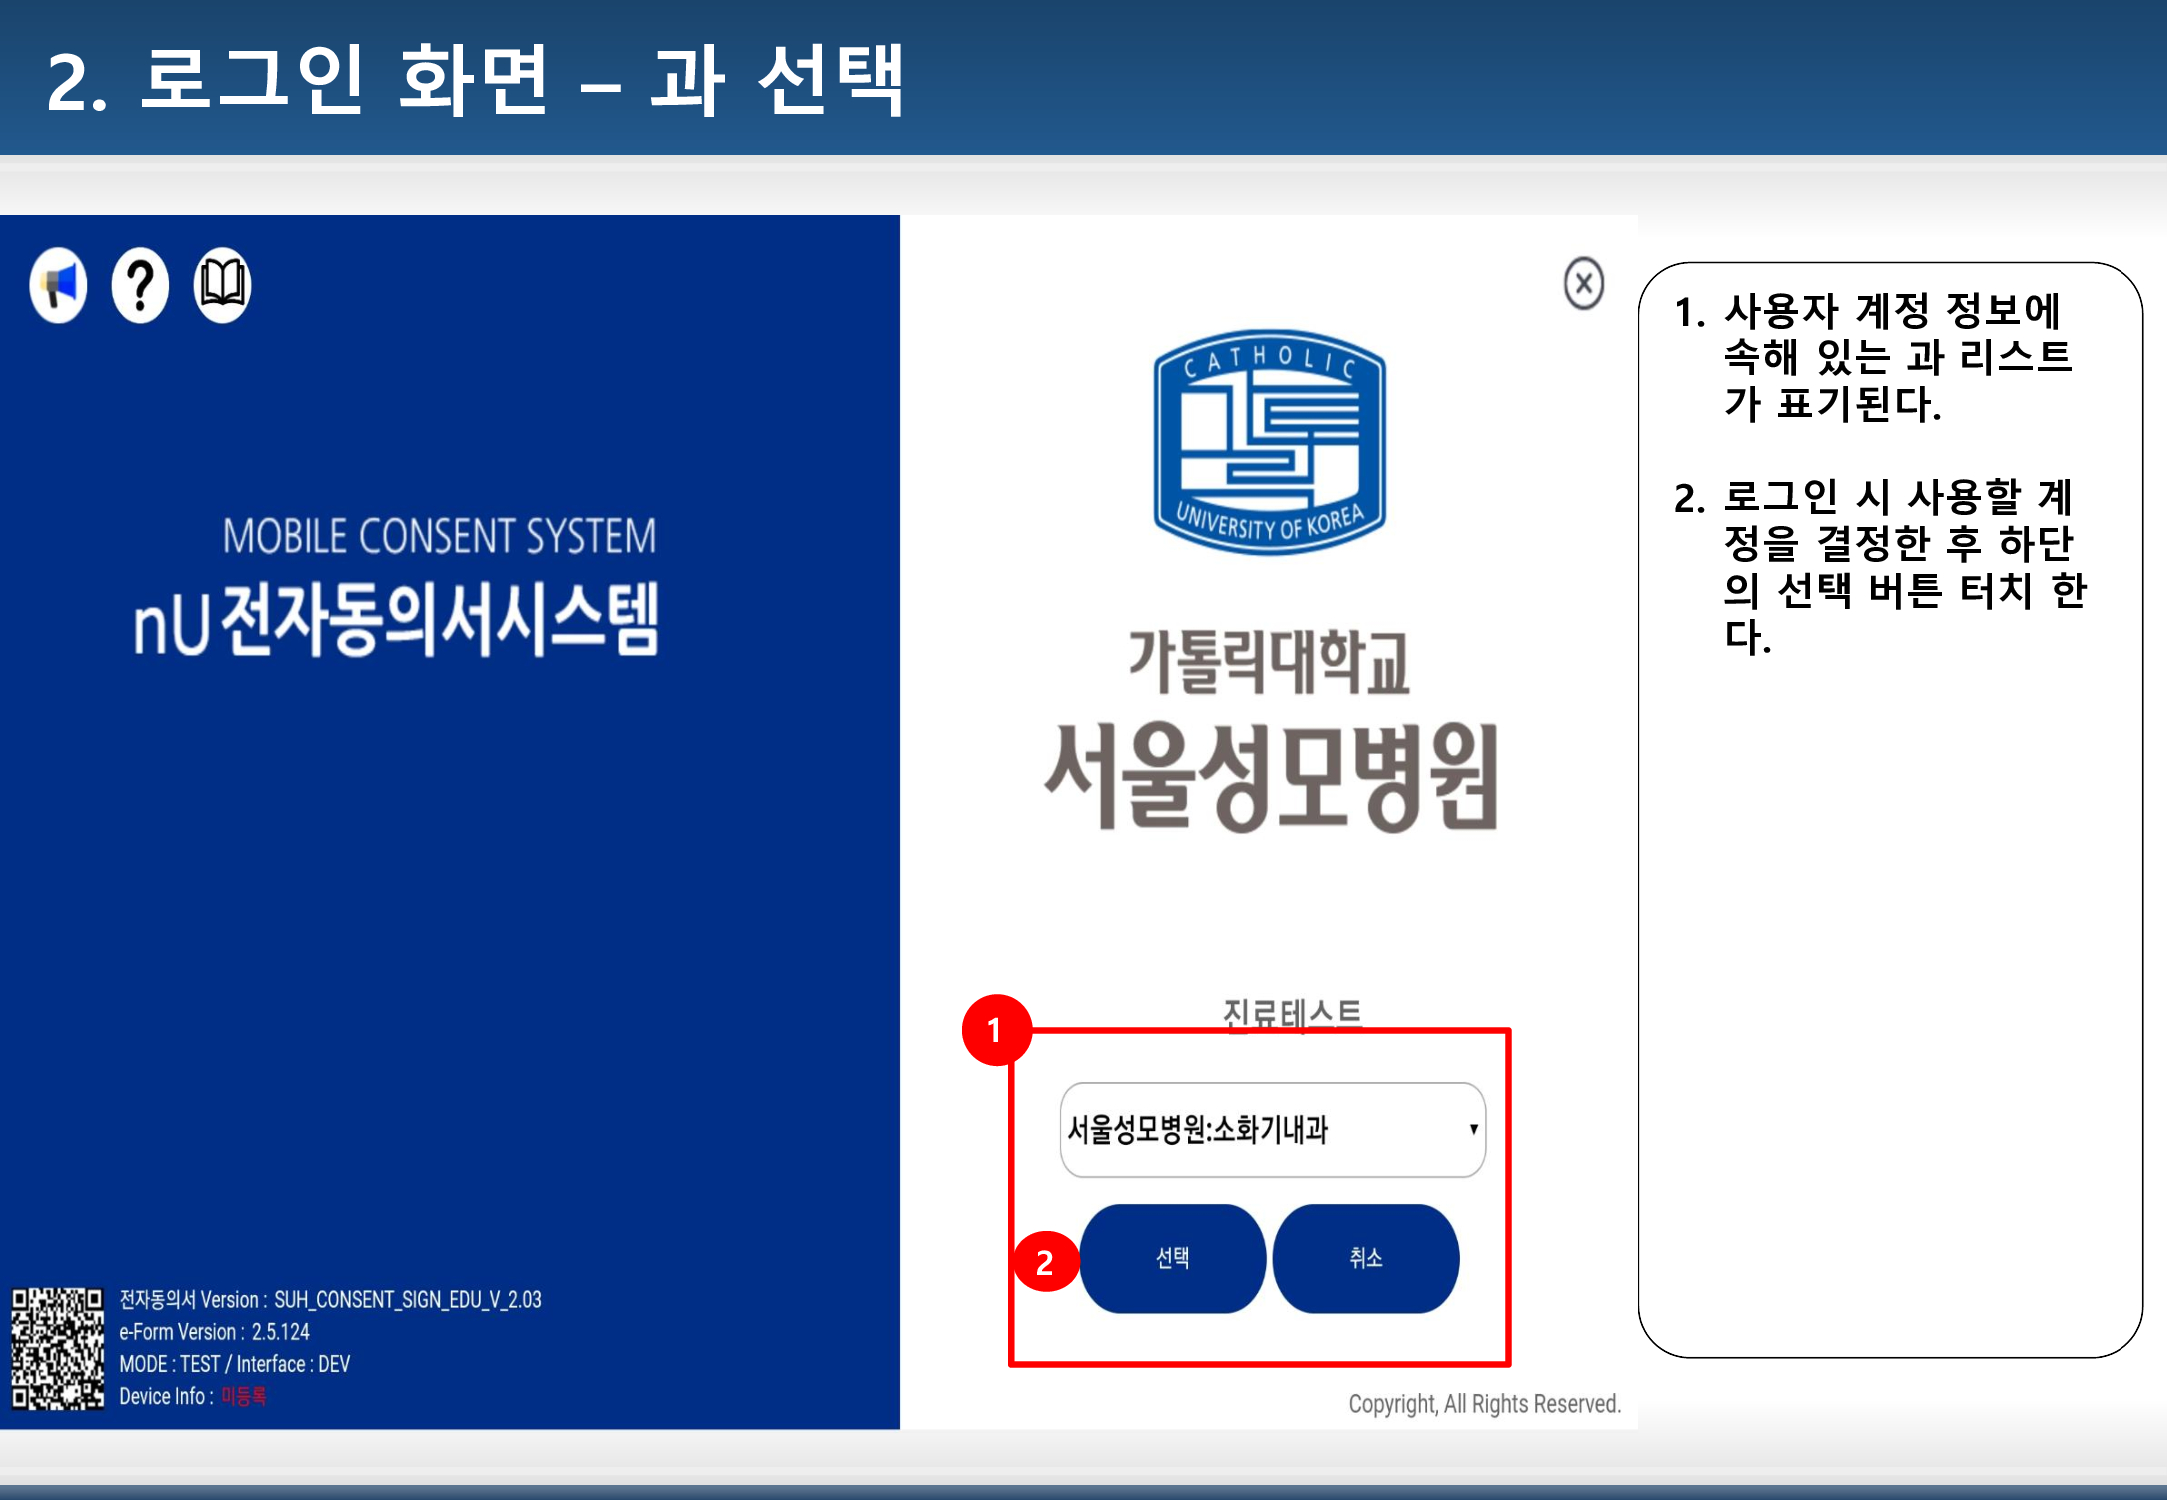 2. 로그인 화면 – 과 선택
MOBILE CONSENT SYSTEM
nU전자동의서시스템
전자동의서 Version : SUH_CONSENT_SIGN_EDU_V_2.03
e-Form Version : 2.5.124
MODE : TEST / Interface : DEV
Device Info : 미등록
CATHOLIC
UNIVERSITY OF KOREA
가톨릭대학교
서울성모병원
진료테스트
1
서울성모병원:소화기내과
2
선택
취소
Copyright, All Rights Reserved.
1. 사용자 계정 정보에
속해 있는 과 리스트
가 표기된다.
2. 로그인 시 사용할 계
정을 결정한 후 하단
의 선택 버튼 터치 한
다.